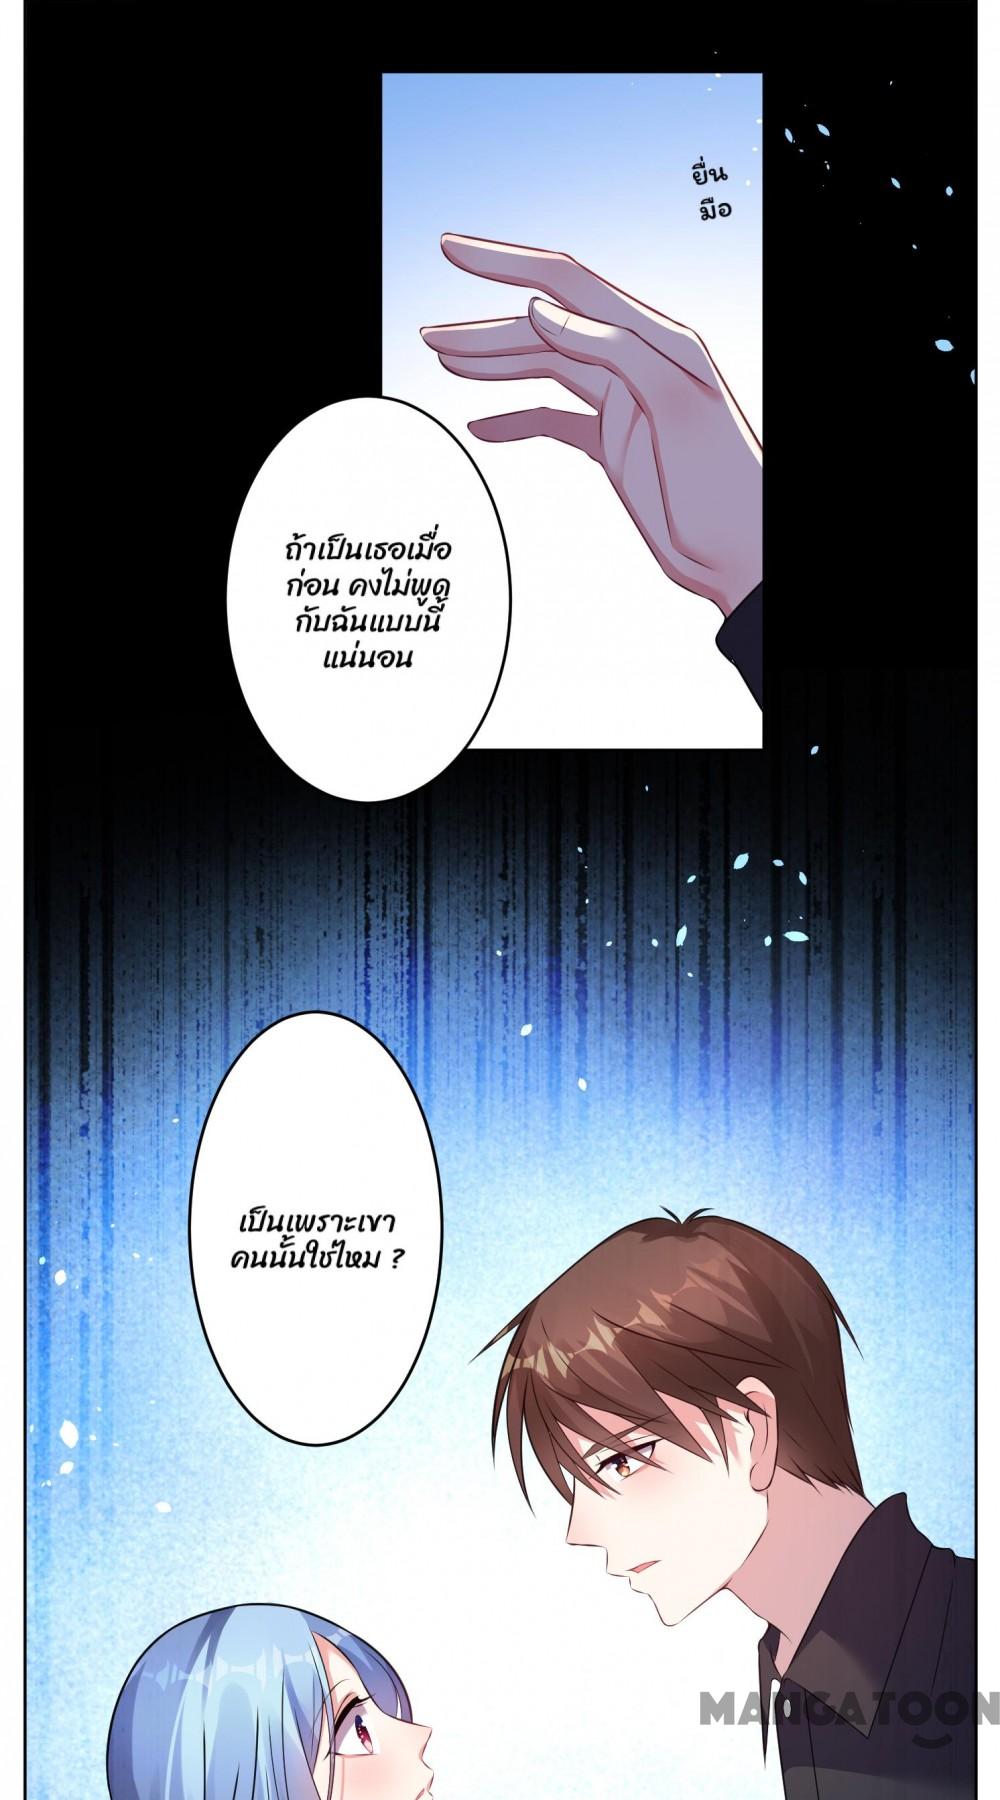 ยื่น
มือ
ถ้าเป็นเธอเมื่อ
ก่อน คงไม่พูด
กับฉันแบบนี้
แน่นอน
เป็นเพราะเขา
คนนั้นใช่ไหม ?
MANGATOON